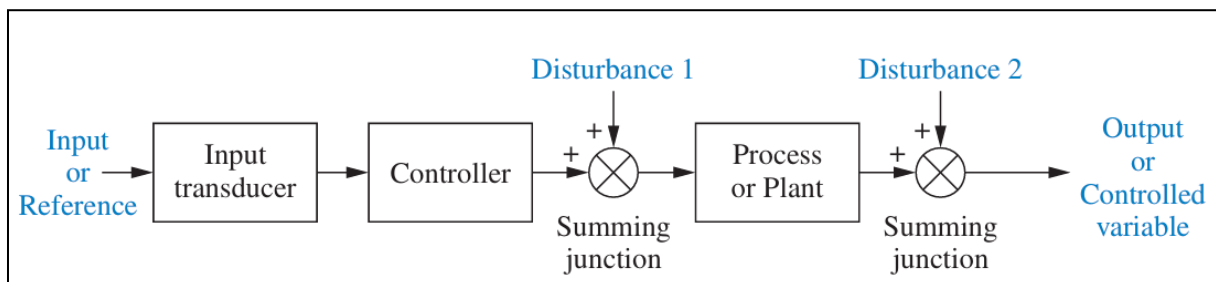 Disturbance 1
Disturbance 2
Input
or
Reference
Input
transducer
Controller
+
+
Summing
junction
Process
or Plant
+
+
Summing
junction
Output
or
Controlled
variable